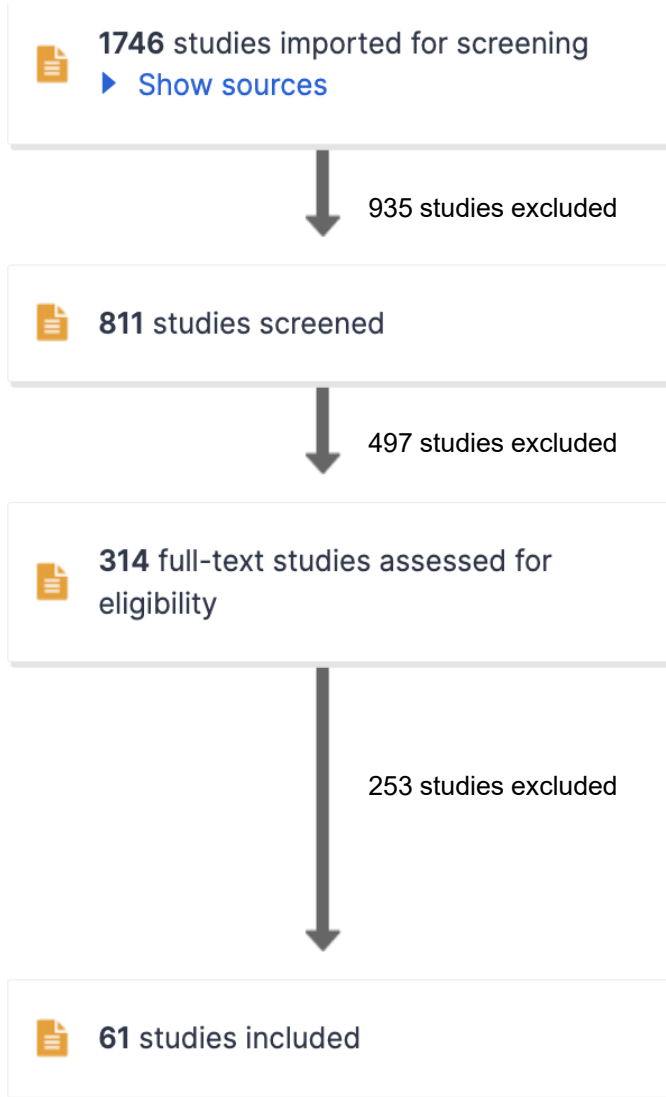 1746 studies imported for screening
Show sources
935 studies excluded
811 studies screened
497 studies excluded
314 full-text studies assessed for
eligibility
253 studies excluded
61 studies included